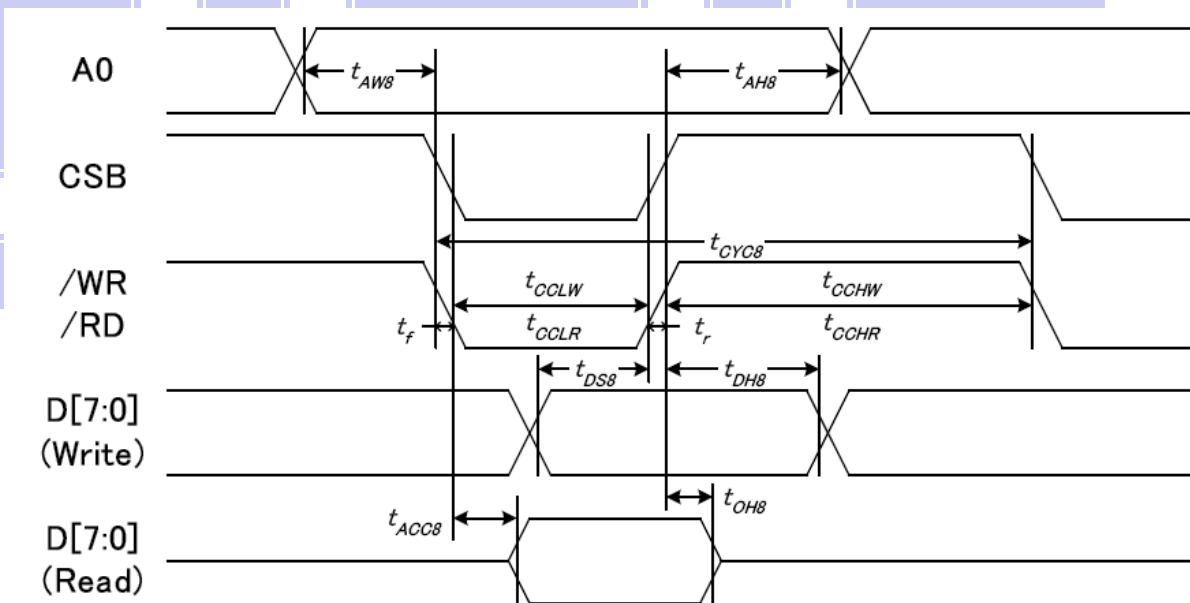 A0
tAW8
tAH8
CSB
tCYC8
/WR
/RD
tCCLW
tCCHW
tf
tCCLR
tr
tCCHR
tDS8
tDH8
D[7:0]
(Write)
tOH8
tACC8
D[7:0]
(Read)